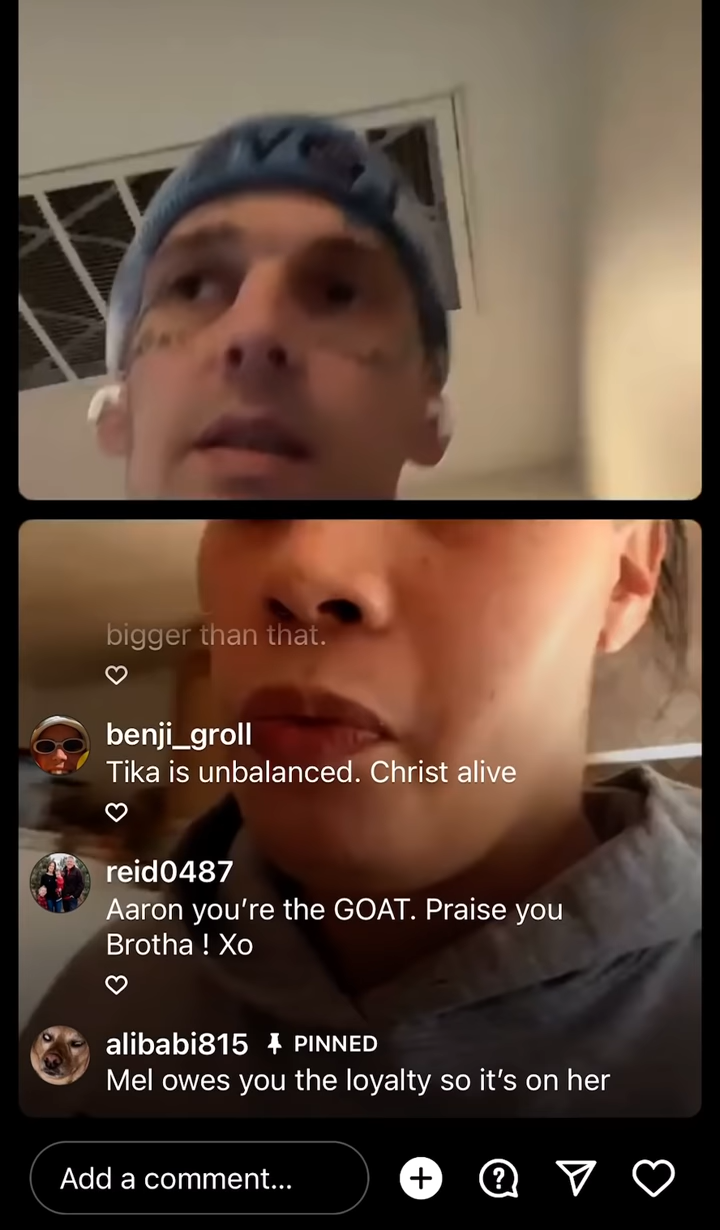 bigger than that.
benji_groll
Tika is unbalanced. Christ alive
reid0487
Aaron you’re the GOAT. Praise you
Brotha ! Xo
alibabi815 PINNED
Mel owes you the loyalty so it’s on her
Add a comment...